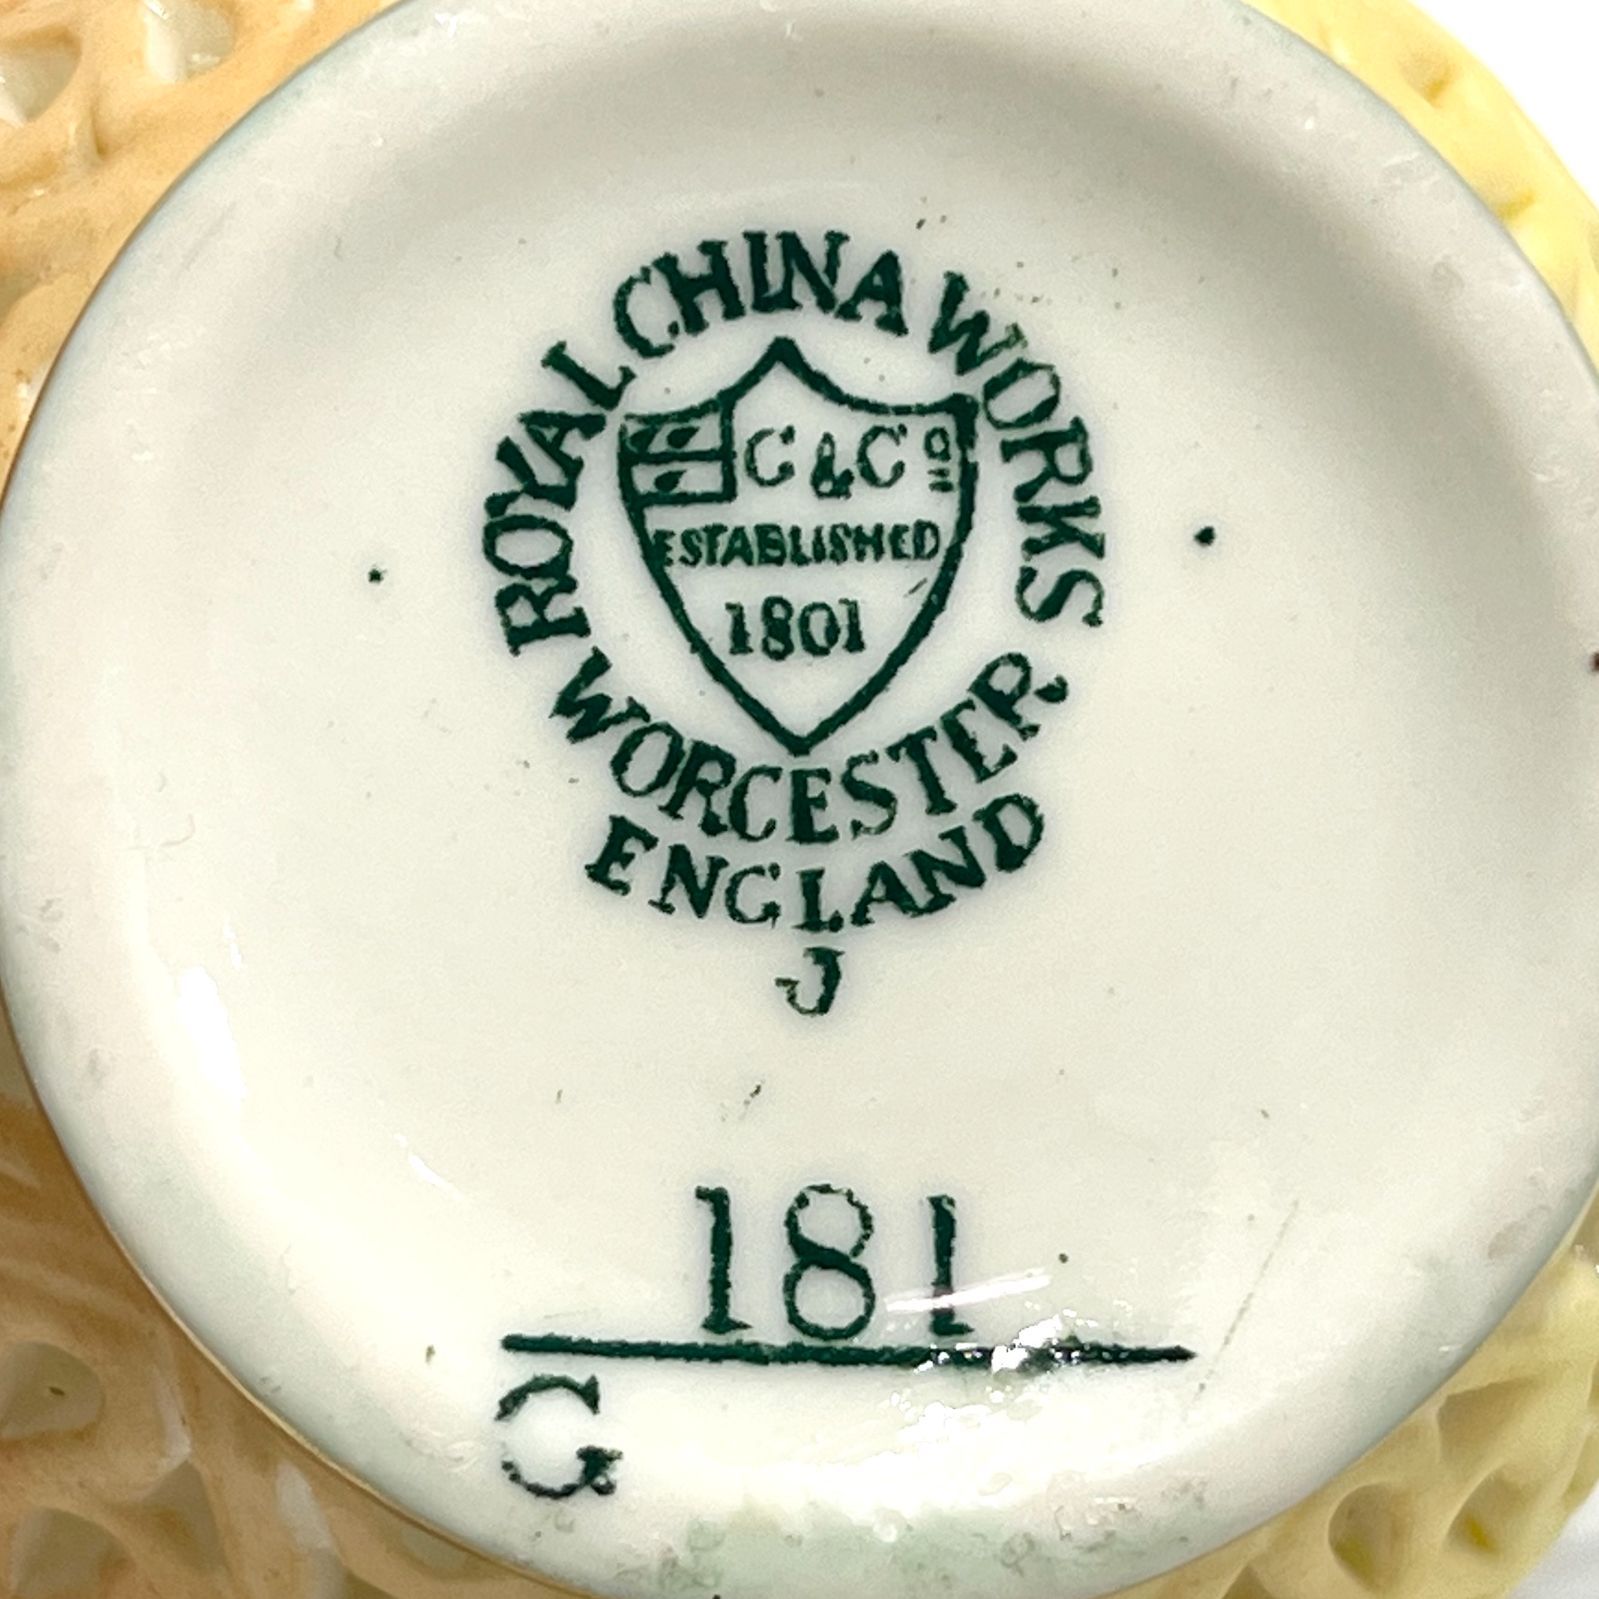 ROYAL CHINA WORKS
C & Cº
ESTABLISHED
1801
WORCESTER
ENGLAND
J
181
G